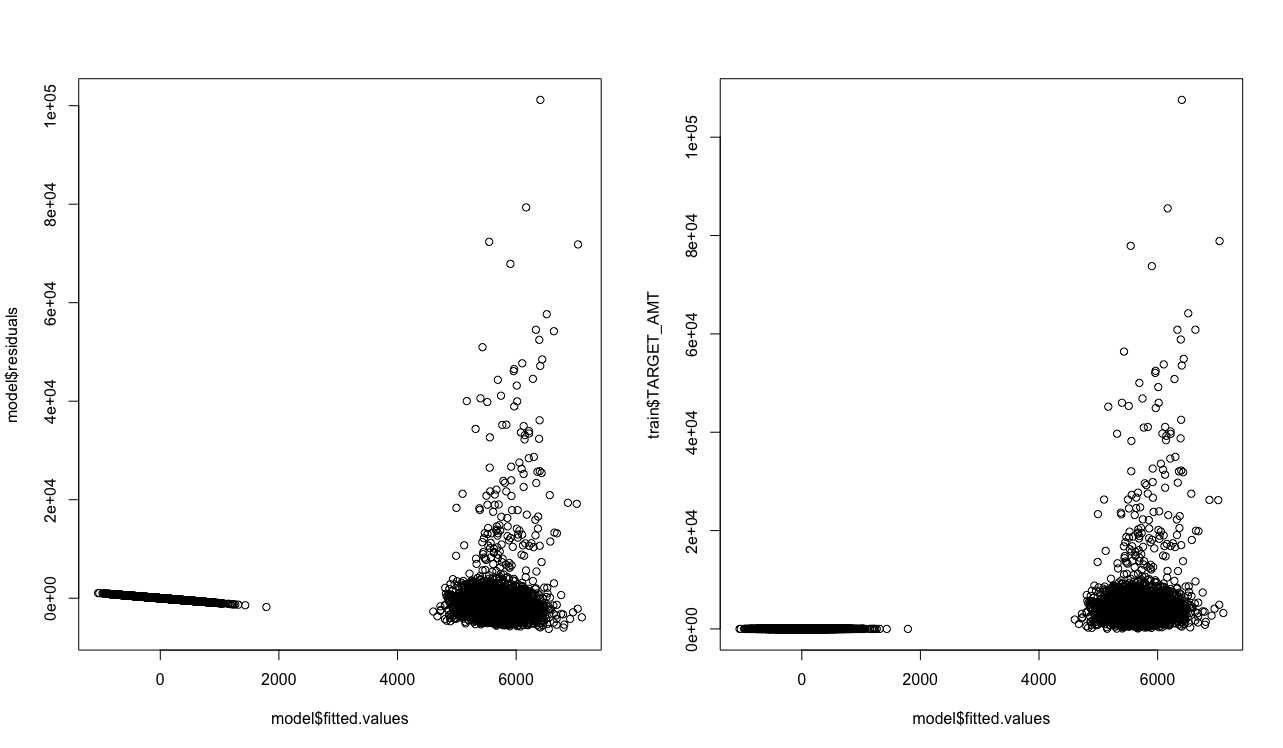 model$residuals
1e+05
8e+04
6e+04
4e+04
2e+04
0e+00
0
2000
4000
6000
model$fitted.values
train$TARGET_AMT
1e+05
8e+04
6e+04
4e+04
2e+04
0e+00
0
2000
4000
6000
model$fitted.values